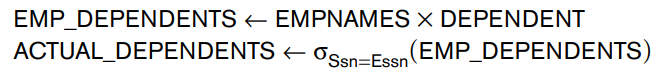 EMP_DEPENDENTS ← EMPNAMES × DEPENDENT
ACTUAL_DEPENDENTS ← σSsn=Essn(EMP_DEPENDENTS)